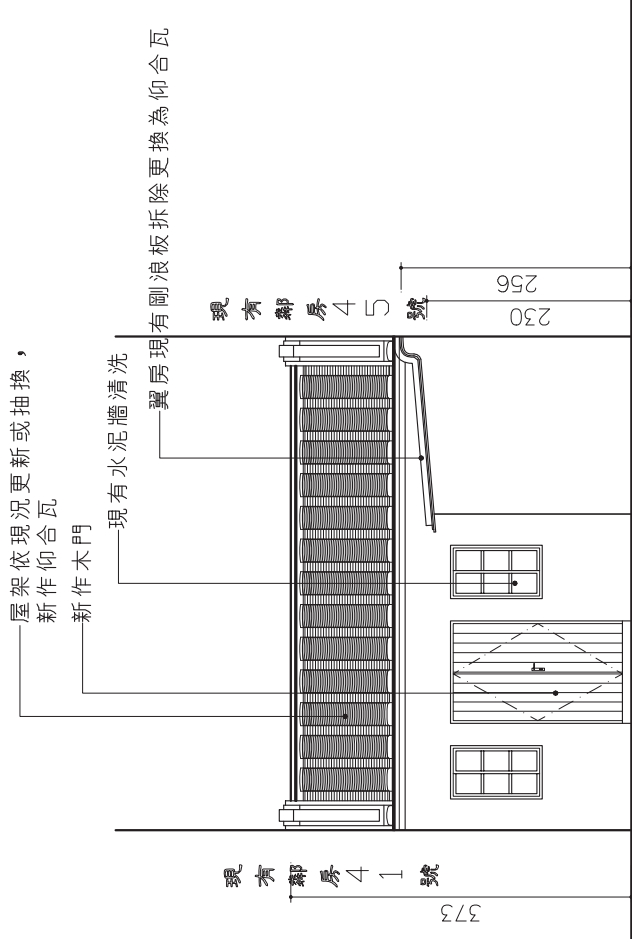 屋架依現況更新或抽換，
新作仰合瓦
新作木門
現有水泥牆清洗
翼房現有剛浪板拆除更換為仰合瓦
現有鄰房45號
現有鄰房41號
256
230
373